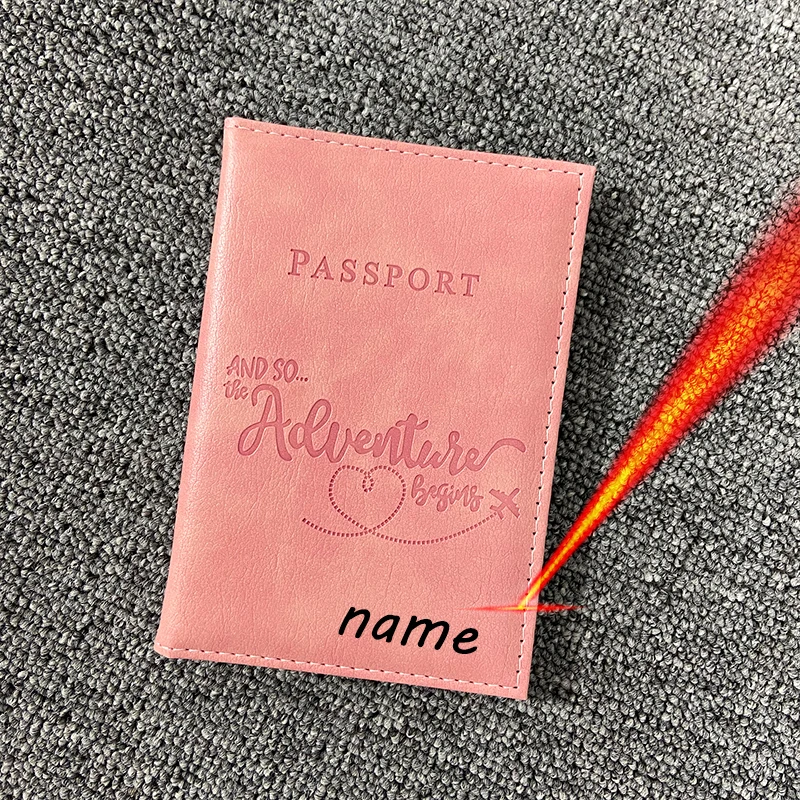 PASSPORT
AND SO...
the
Adventure
begins
name